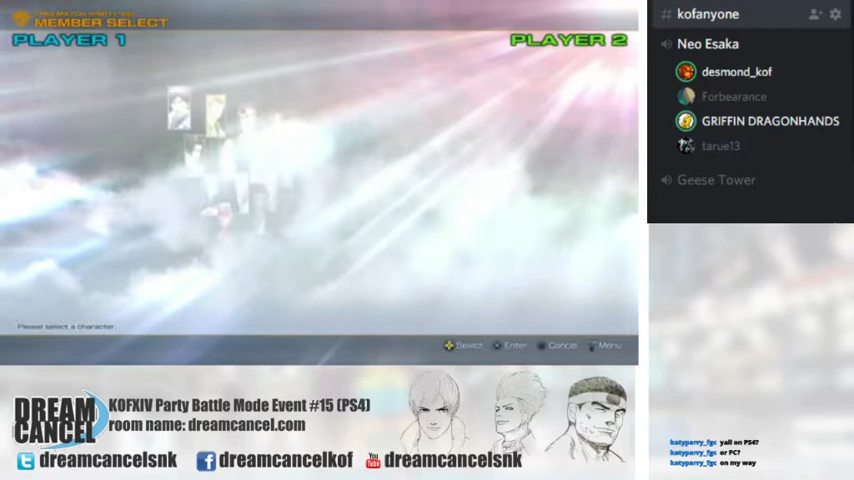 MEMBER SELECT
PLAYER 1
PLAYER 2
Please select a character.
Select
Enter
Cancel
Menu
# kofanyone
Neo Esaka
desmond_kof
Forbearance
GRIFFIN DRAGONHANDS
tarue13
Geese Tower
DREAM
CANCEL
KOFXIV Party Battle Mode Event #15 (PS4)
room name: dreamcancel.com
dreamcancelsnk
dreamcancelkof
You
Tube
dreamcancelsnk
katyparry_fgc yall on PS4?
katyparry_fgc or PC?
katyparry_fgc on my way